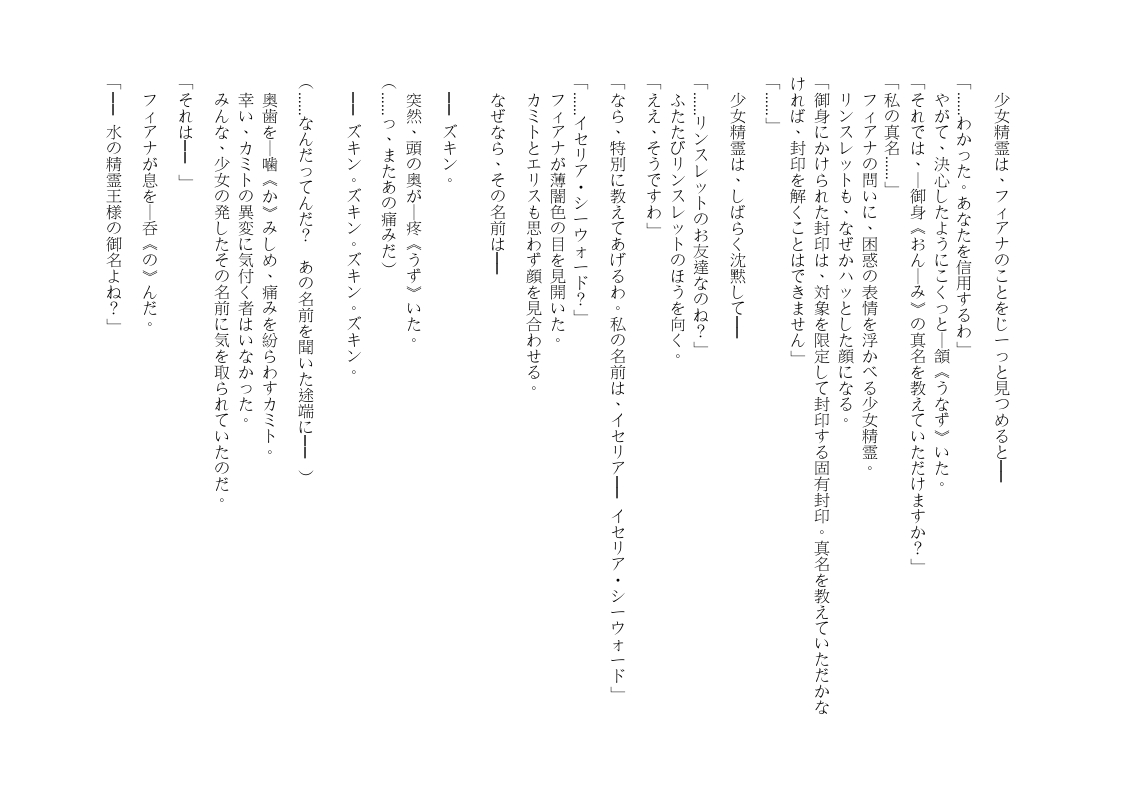 少女精霊は、フィアナのことをじーっと見つめると――
「……わかった。あなたを信用するわ」
やがて、決心したようにこくっと―頷《うなず》いた。
「それでは、―御身《おん―み》の真名を教えていただけますか？」
「私の真名……」
フィアナの問いに、困惑の表情を浮かべる少女精霊。
リンスレットも、なぜかハッとした顔になる。
「御身にかけられた封印は、対象を限定して封印する固有封印。真名を教えていただかな
ければ、封印を解くことはできません」
「……」
少女精霊は、しばらく沈黙して――
「……リンスレットのお友達なのね？」
ふたたびリンスレットのほうを向く。
「ええ、そうですわ」
「なら、特別に教えてあげるわ。私の名前は、イセリア―― イセリア・シーウォード」
「……イセリア・シーウォード？」
フィアナが薄闇色の目を見開いた。
カミトとエリスも思わず顔を見合わせる。
なぜなら、その名前は――
―― ズキン。
突然、頭の奥が―疼《うず》いた。
（……っ、またあの痛みだ）
―― ズキン。ズキン。ズキン。ズキン。
（……なんだってんだ？　あの名前を聞いた途端に―― ）
奥歯を―噛《か》みしめ、痛みを紛らわすカミト。
幸い、カミトの異変に気付く者はいなかった。
みんな、少女の発したその名前に気を取られていたのだ。
「それは―― 」
フィアナが息を―呑《の》んだ。
「―― 水の精霊王様の御名よね？」